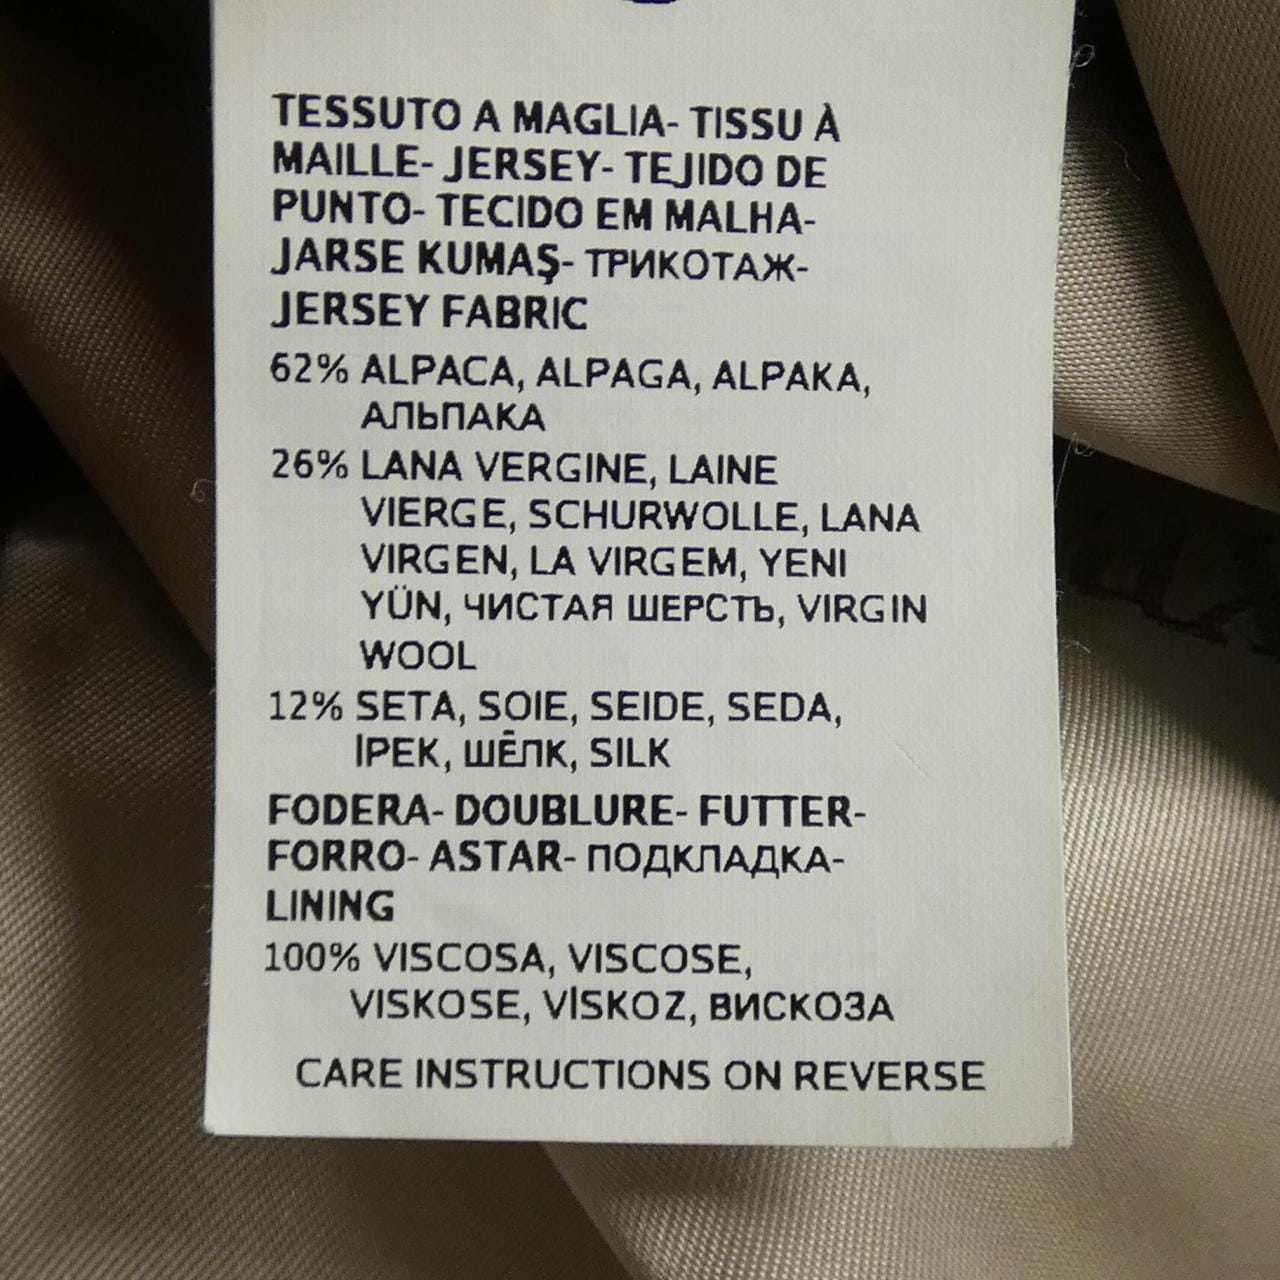 TESSUTO A MAGLIA- TISSU À
MAILLE- JERSEY- TEJIDO DE
PUNTO- TECIDO EM MALHA-
JARSE KUMAŞ- ТРИКОТАЖ-
JERSEY FABRIC
62% ALPACA, ALPAGA, ALPAKA,
АЛЬПАКА
26% LANA VERGINE, LAINE
VIERGE, SCHURWOLLE, LANA
VIRGEN, LA VIRGEM, YENI
YÜN, ЧИСТАЯ ШЕРСТЬ, VIRGIN
WOOL
12% SETA, SOIE, SEIDE, SEDA,
İPEK, ШЁЛК, SILK
FODERA- DOUBLURE- FUTTER-
FORRO- ASTAR- ПОДКЛАДКА-
LINING
100% VISCOSA, VISCOSE,
VISKOSE, VİSKOZ, ВИСКОЗА
CARE INSTRUCTIONS ON REVERSE